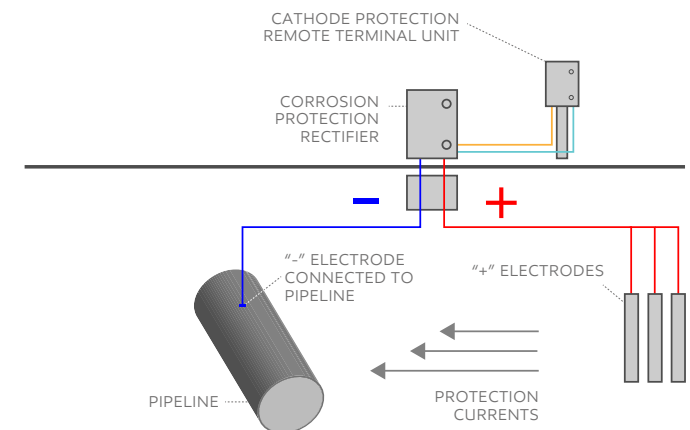 CATHODE PROTECTION
REMOTE TERMINAL UNIT
CORROSION
PROTECTION
RECTIFIER
- +
"-" ELECTRODE
CONNECTED TO
PIPELINE
"+" ELECTRODES
PIPELINE
PROTECTION
CURRENTS